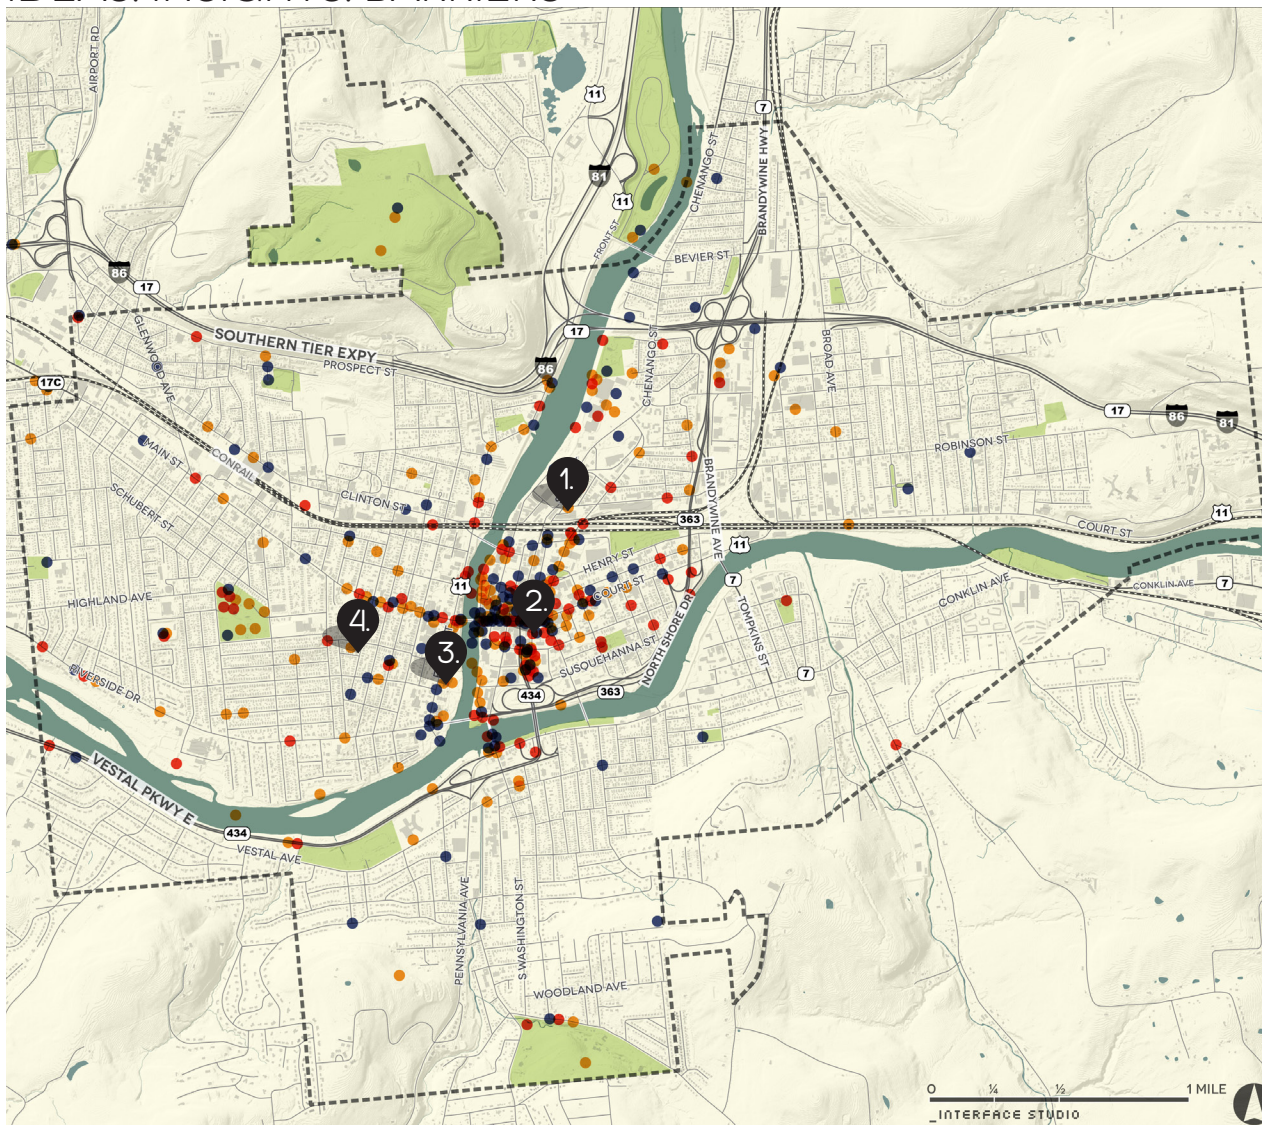 AIRPORT RD
11
7
81
11
CHENANGO ST
BRANDYWINE HWY
FRONT ST
BEVIER ST
86
17
GLENWOOD AVE
SOUTHERN TIER EXPY
PROSPECT ST
17
86
CHENANGO ST
BROAD AVE
17C
17
86
81
MAIN ST
CONRAIL
ROBINSON ST
SCHUBERT ST
CLINTON ST
1.
BRANDYWINE AVE
363
COURT ST
11
11
HENRY ST
COURT ST
11
7
CONKLIN AVE
CONKLIN AVE
7
HIGHLAND AVE
2.
4.
3.
TOMPKINS ST
NORTH SHORE DR
SUSQUEHANNA ST
7
RIVERSIDE DR
434
363
VESTAL PKWY E
434
VESTAL AVE
PENNSYLVANIA AVE
S WASHINGTON ST
WOODLAND AVE
0 ¼ ½ 1 MILE
_INTERFACE STUDIO